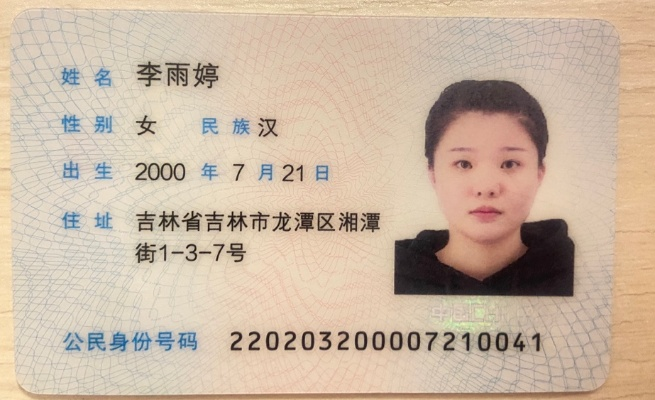 姓名 李雨婷
性别 女 民族 汉
出生 2000 年 7 月 21 日
住址 吉林省吉林市龙潭区湘潭
街1-3-7号
公民身份号码 220203200007210041